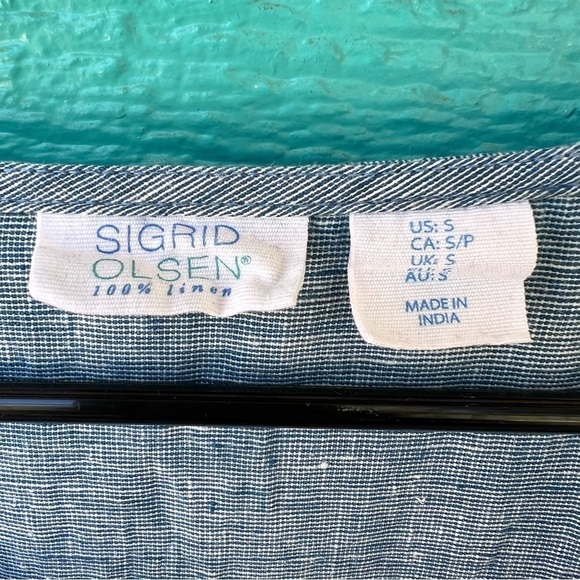 SIGRID
OLSEN®
100% linen
US: S
CA: S/P
UK: S
AU: S
MADE IN
INDIA